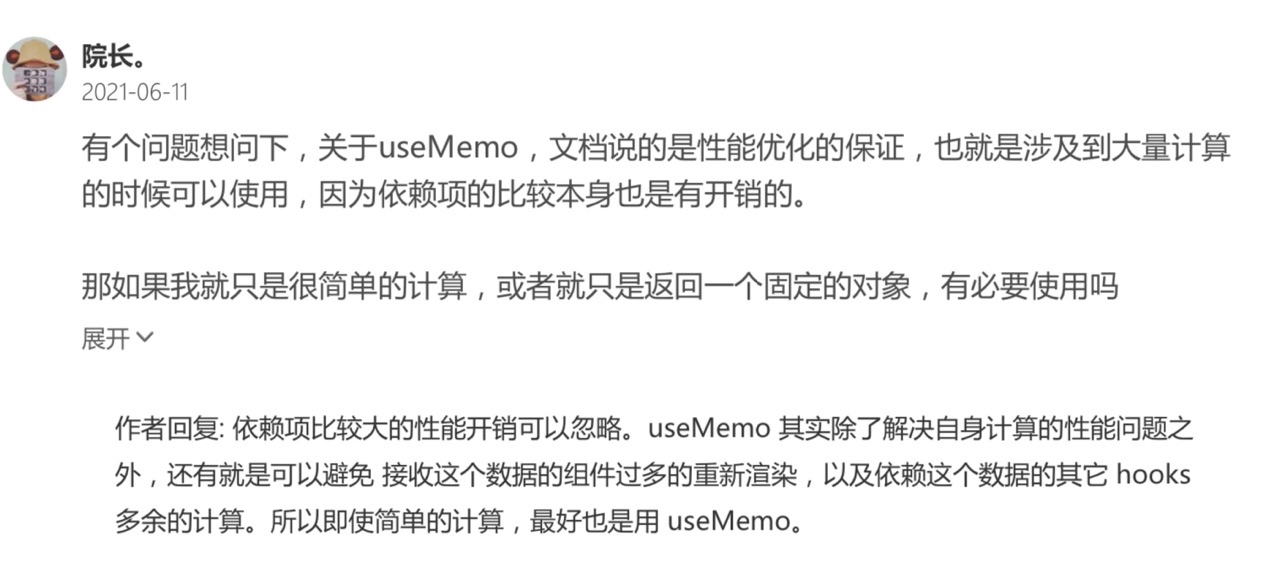 院长。
2021-06-11
有个问题想问下，关于useMemo，文档说的是性能优化的保证，也就是涉及到大量计算
的时候可以使用，因为依赖项的比较本身也是有开销的。
那如果我就只是很简单的计算，或者就只是返回一个固定的对象，有必要使用吗
展开
作者回复: 依赖项比较大的性能开销可以忽略。useMemo 其实除了解决自身计算的性能问题之
外，还有就是可以避免 接收这个数据的组件过多的重新渲染，以及依赖这个数据的其它 hooks
多余的计算。所以即使简单的计算，最好也是用 useMemo。